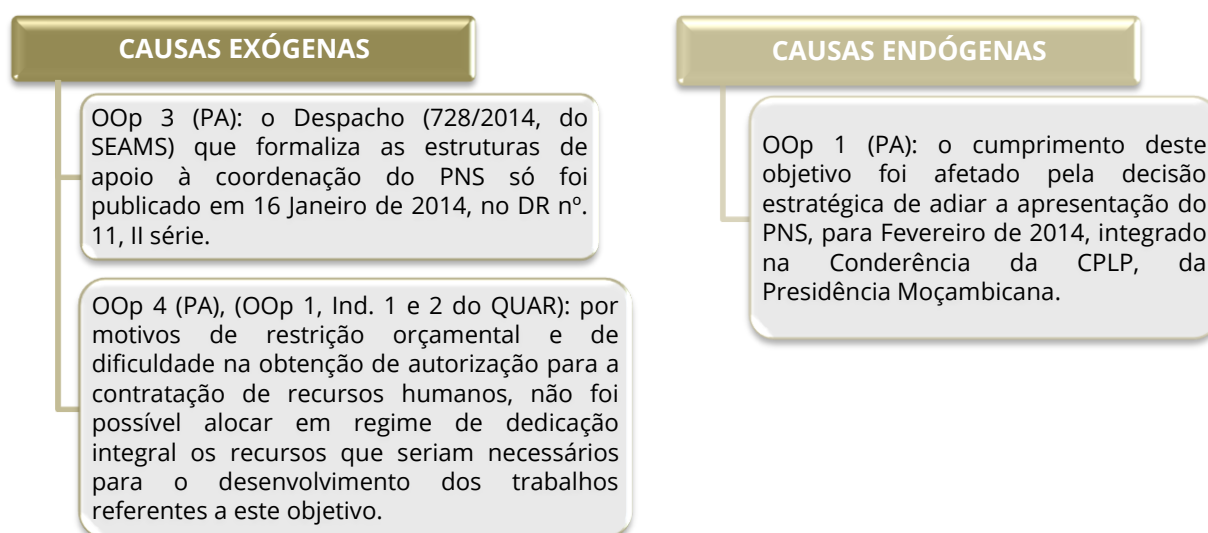 CAUSAS EXÓGENAS
OOp 3 (PA): o Despacho (728/2014, do
SEAMS) que formaliza as estruturas de
apoio à coordenação do PNS só foi
publicado em 16 Janeiro de 2014, no DR nº.
11, II série.
OOp 4 (PA), (OOp 1, Ind. 1 e 2 do QUAR): por
motivos de restrição orçamental e de
dificuldade na obtenção de autorização para a
contratação de recursos humanos, não foi
possível alocar em regime de dedicação
integral os recursos que seriam necessários
para o desenvolvimento dos trabalhos
referentes a este objetivo.
CAUSAS ENDÓGENAS
OOp 1 (PA): o cumprimento deste
objetivo foi afetado pela decisão
estratégica de adiar a apresentação do
PNS, para Fevereiro de 2014, integrado
na Conderência da CPLP, da
Presidência Moçambicana.